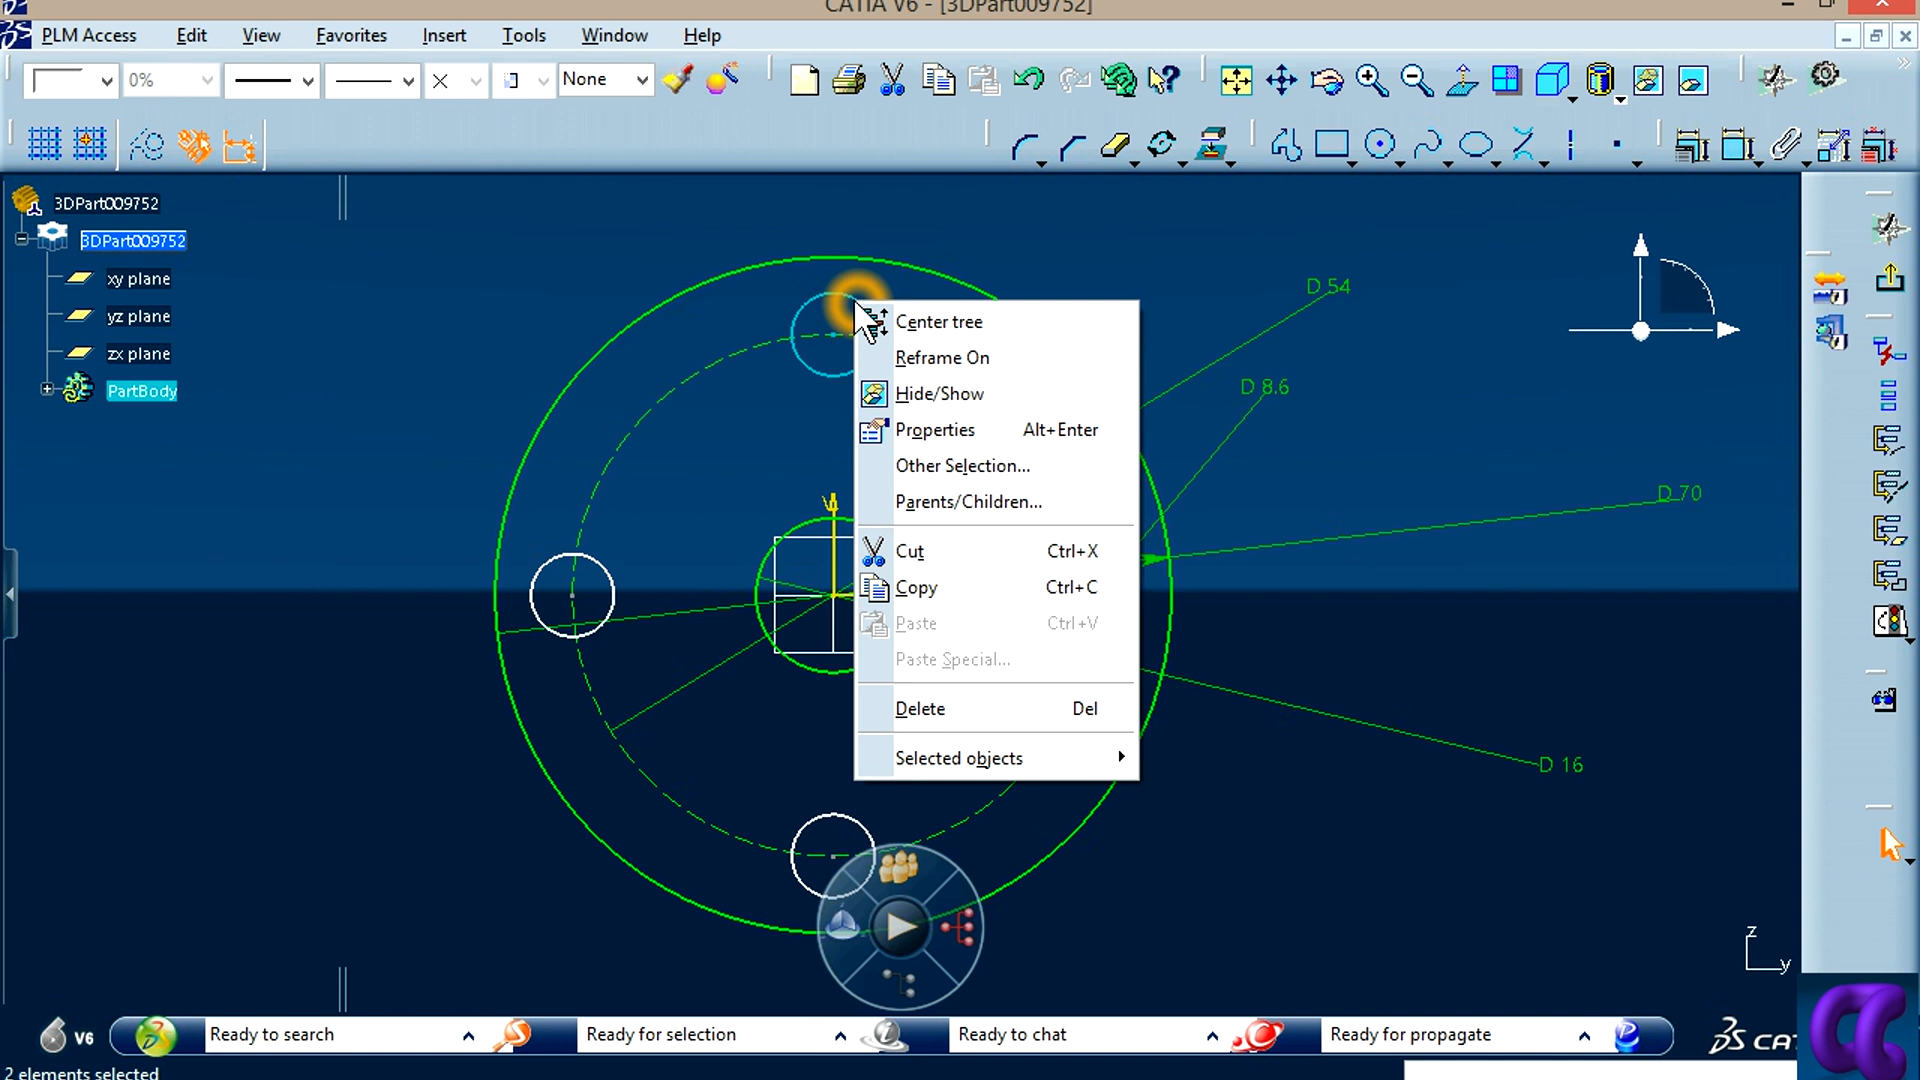 CATIA V6 - [3DPart009752]
PLM Access Edit View Favorites Insert Tools Window Help
0% None
3DPart009752
3DPart009752
xy plane
yz plane
zx plane
PartBody
D 54
D 8.6
D 70
D 16
Center tree
Reframe On
Hide/Show
Properties Alt+Enter
Other Selection...
Parents/Children...
Cut Ctrl+X
Copy Ctrl+C
Paste Ctrl+V
Paste Special...
Delete Del
Selected objects
z
y
V6 Ready to search Ready for selection Ready to chat Ready for propagate
2 elements selected